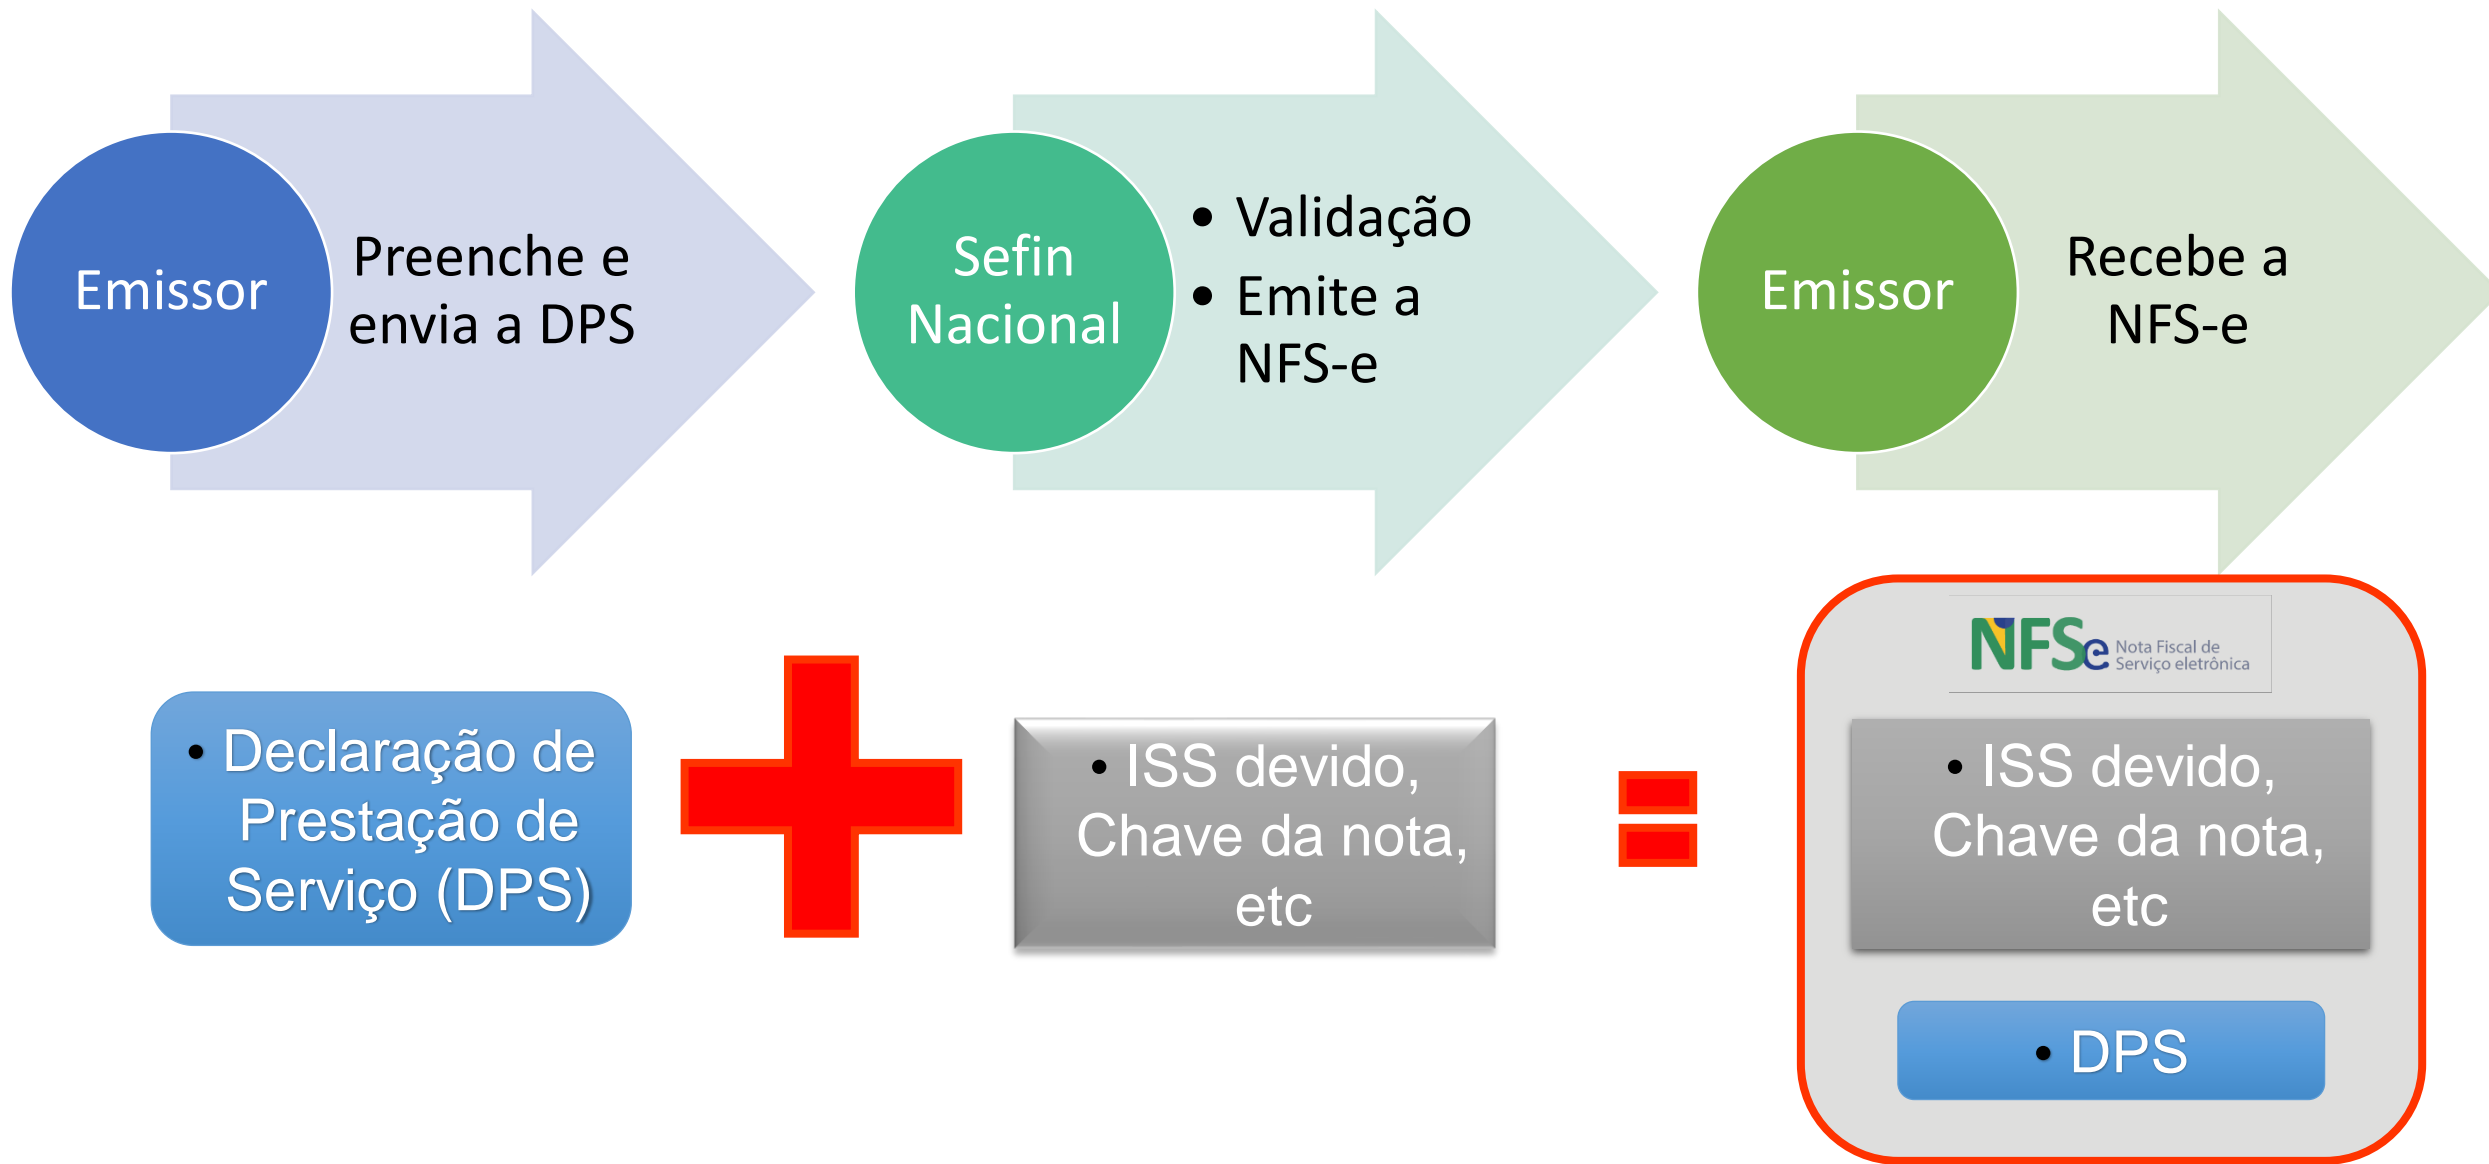 Emissor
Preenche e
envia a DPS
Sefin
Nacional
• Validação
• Emite a
NFS-e
Emissor
Recebe a
NFS-e
• Declaração de
Prestação de
Serviço (DPS)
• ISS devido,
Chave da nota,
etc
NFSe Nota Fiscal de
Serviço eletrônica
• ISS devido,
Chave da nota,
etc
• DPS